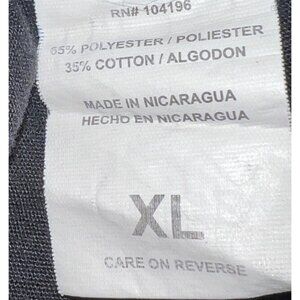 RN# 104196
65% POLYESTER / POLIESTER
35% COTTON / ALGODON
MADE IN NICARAGUA
HECHO EN NICARAGUA
XL
CARE ON REVERSE